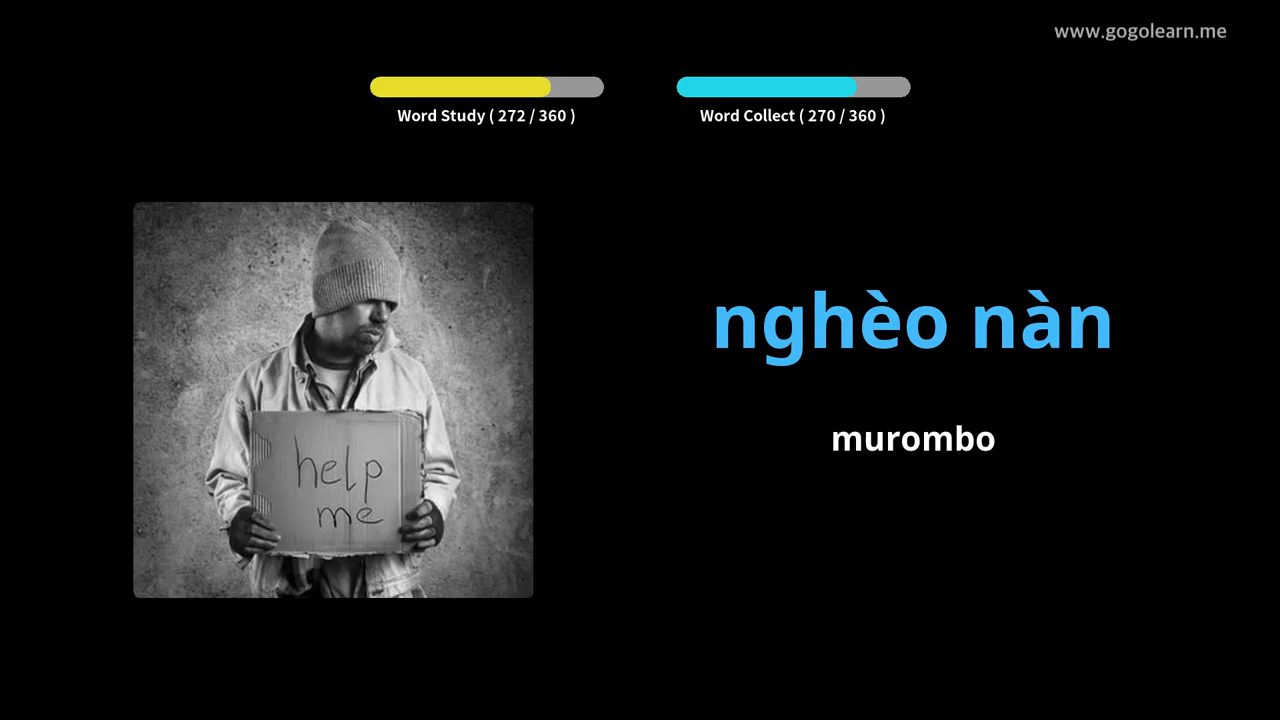 www.gogolearn.me
Word Study ( 272 / 360 )
Word Collect ( 270 / 360 )
help
me
nghèo nàn
murombo